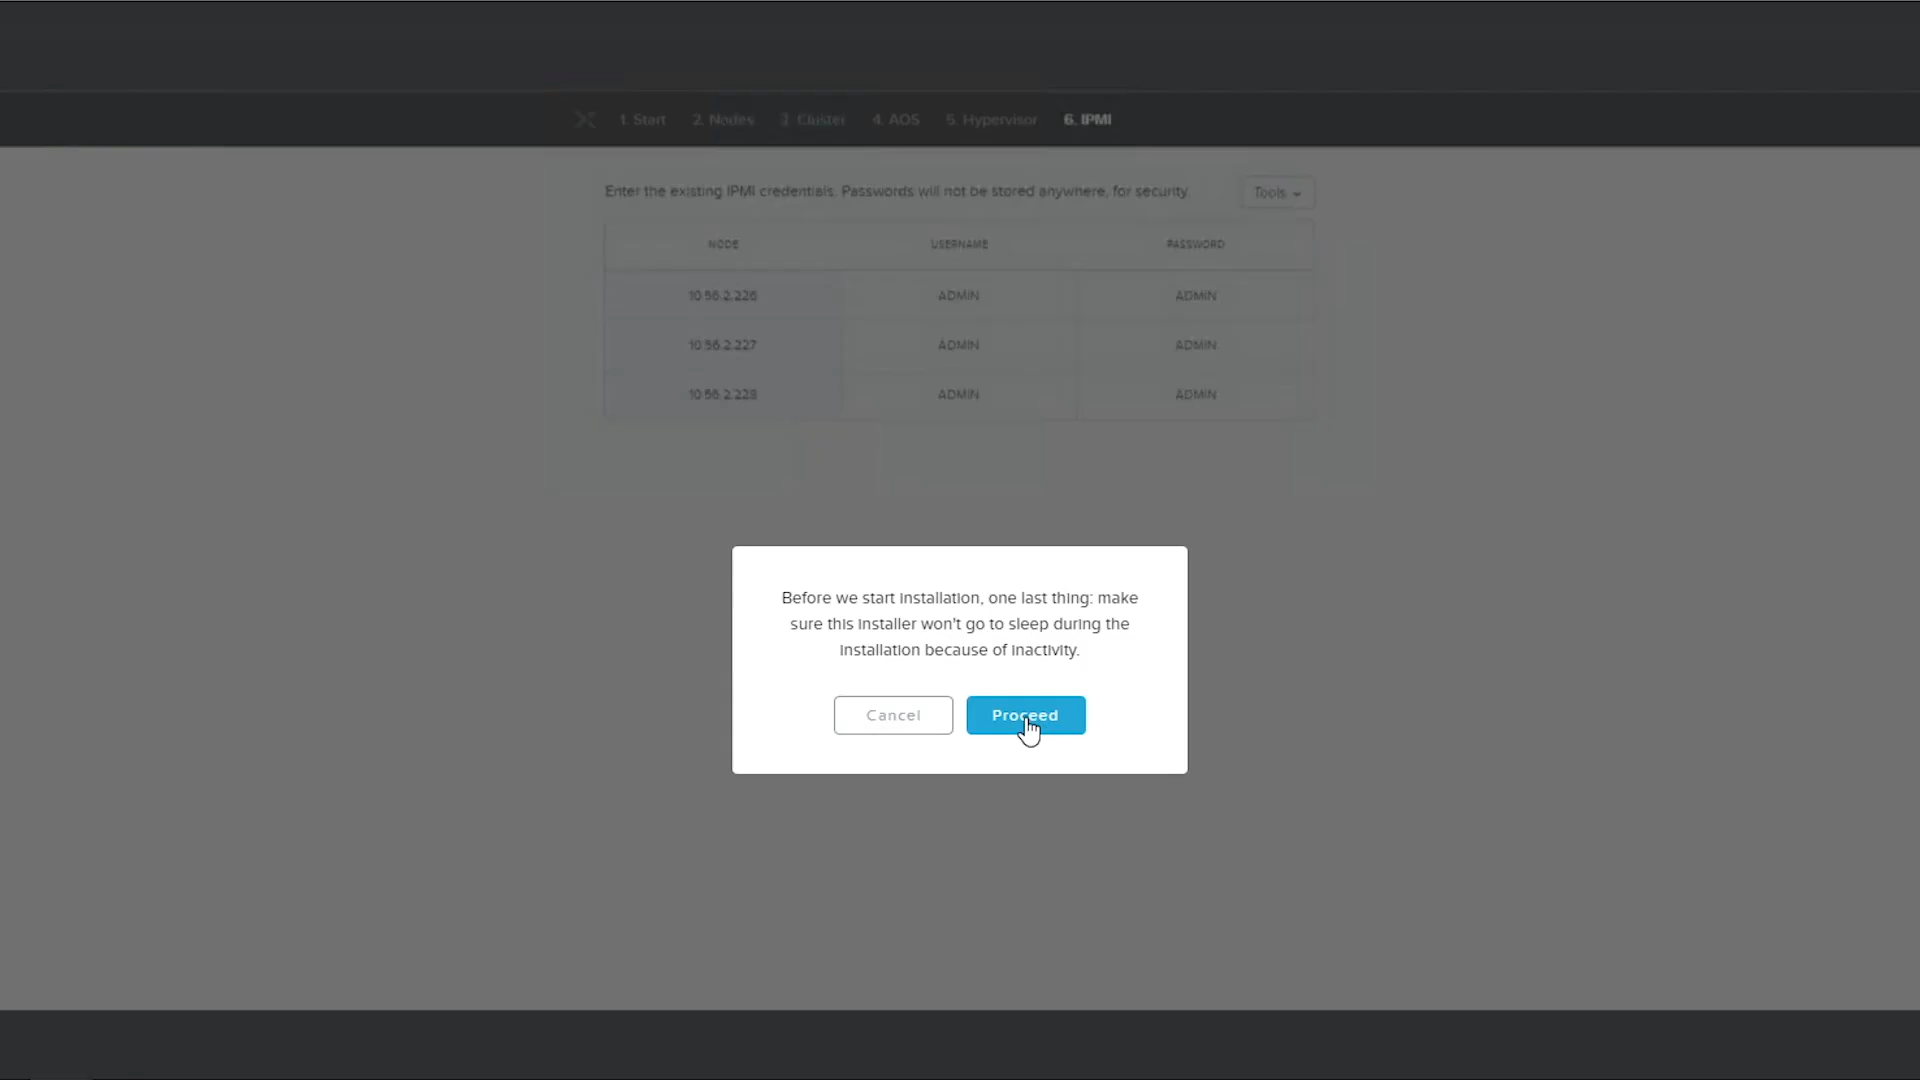 1. Start 2. Nodes 3. Cluster 4. AOS 5. Hypervisor 6. IPMI
Enter the existing IPMI credentials. Passwords will not be stored anywhere, for security. Tools
NODE USERNAME PASSWORD
10.56.2.226 ADMIN ADMIN
10.56.2.227 ADMIN ADMIN
10.56.2.228 ADMIN ADMIN
Before we start installation, one last thing: make
sure this installer won't go to sleep during the
installation because of inactivity.
Cancel Proceed